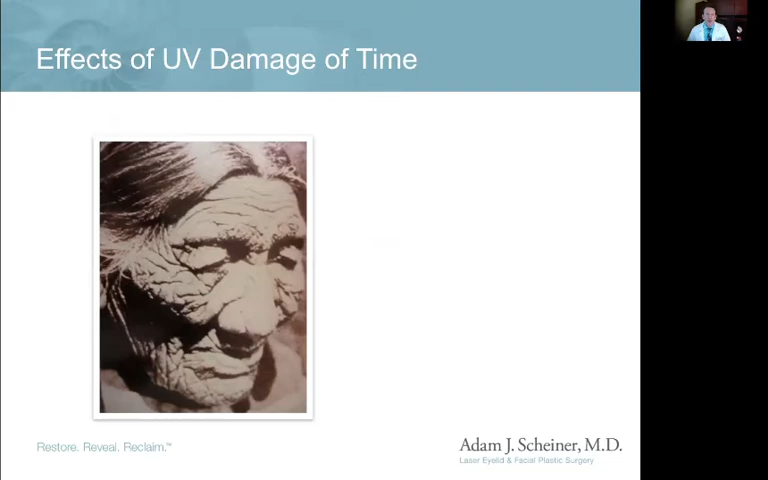 Effects of UV Damage of Time
Restore. Reveal. Reclaim.™
Adam J. Scheiner, M.D.
Laser Eyelid & Facial Plastic Surgery